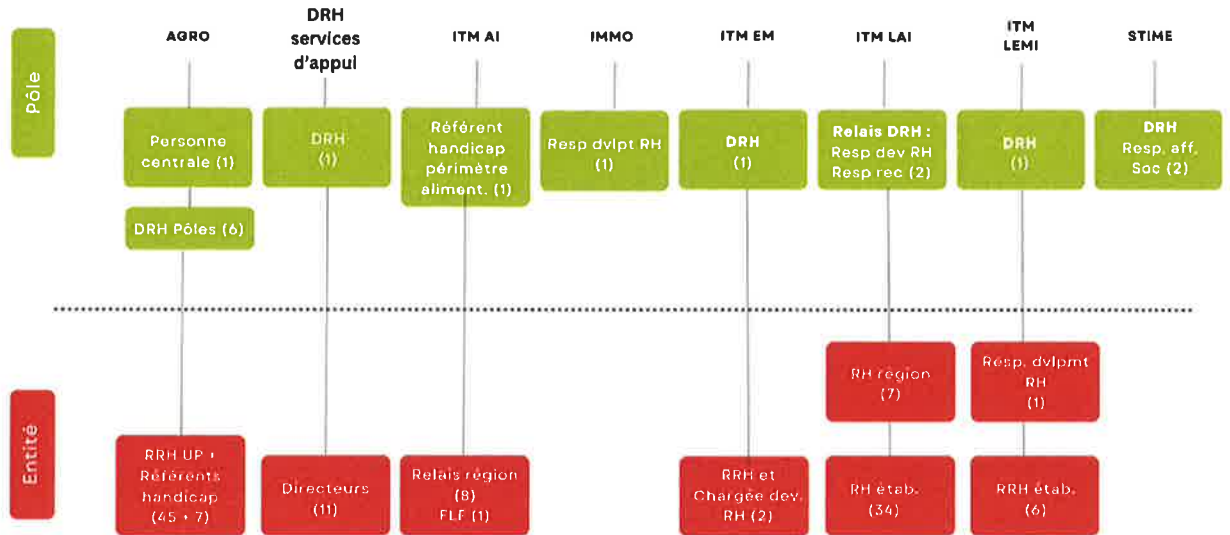 Pôle
AGRO
DRH
services
d'appui
ITM AI
IMMO
ITM EM
ITM LAI
ITM
LEMI
STIME
Personne
centrale (1)
DRH
(1)
Référent
handicap
périmètre
aliment. (1)
Resp dvlpt RH
(1)
DRH
(1)
Relais DRH :
Resp dev RH
Resp rec (2)
DRH
(1)
DRH
Resp. aff,
Soc (2)
DRH Pôles (6)
Entité
RH région
(7)
Resp. dvlpmt
RH
(1)
RRH UP +
Référents
handicap
(45 + 7)
Directeurs
(11)
Relais région
(8)
FLF (1)
RRH et
Chargée dev.
RH (2)
RH étab.
(34)
RRH étab.
(6)